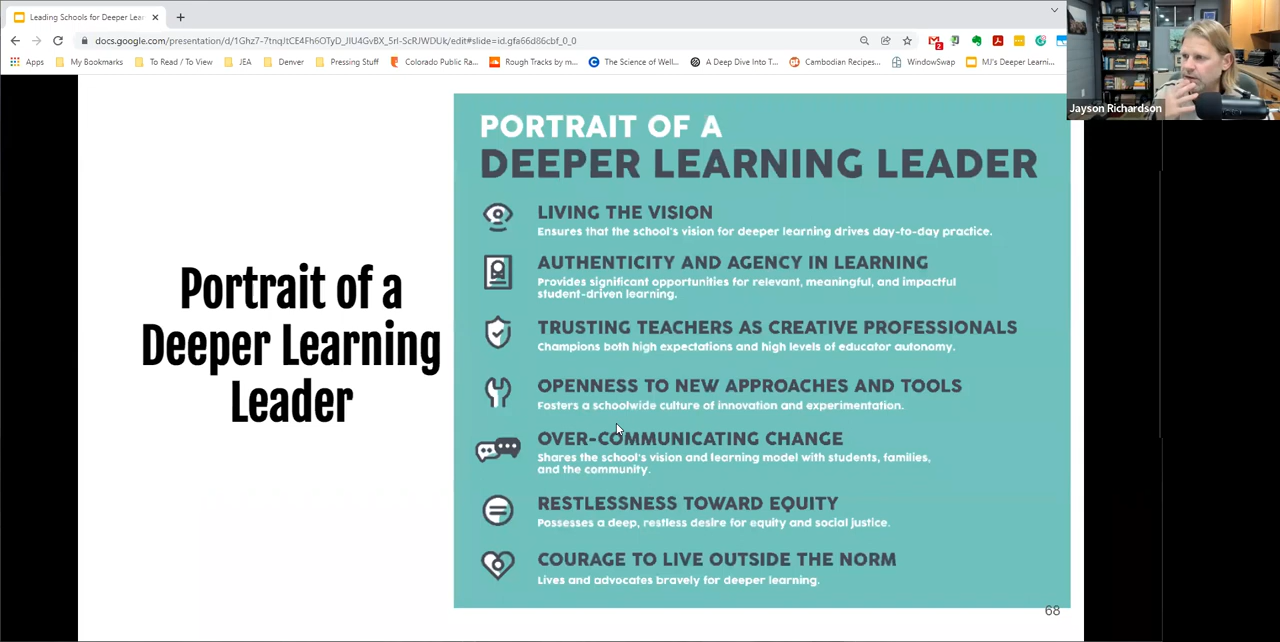 Leading Schools for Deeper Lear
docs.google.com/presentation/d/1Ghz7-7tnqJtCE4Fh6OTyD_JIU4GvBX_5rI-ScRJWDUk/edit#slide=id.gfa66d86cbf_0_0
2
Apps My Bookmarks To Read / To View JEA Denver Pressing Stuff Colorado Public Ra... Rough Tracks by m... The Science of Well... A Deep Dive Into T... Cambodian Recipes... WindowSwap MJ's Deeper Learni...
Jayson Richardson
Portrait of a
Deeper Learning
Leader
PORTRAIT OF A
DEEPER LEARNING LEADER
LIVING THE VISION
Ensures that the school's vision for deeper learning drives day-to-day practice.
AUTHENTICITY AND AGENCY IN LEARNING
Provides significant opportunities for relevant, meaningful, and impactful
student-driven learning.
TRUSTING TEACHERS AS CREATIVE PROFESSIONALS
Champions both high expectations and high levels of educator autonomy.
OPENNESS TO NEW APPROACHES AND TOOLS
Fosters a schoolwide culture of innovation and experimentation.
OVER-COMMUNICATING CHANGE
Shares the school's vision and learning model with students, families,
and the community.
RESTLESSNESS TOWARD EQUITY
Possesses a deep, restless desire for equity and social justice.
COURAGE TO LIVE OUTSIDE THE NORM
Lives and advocates bravely for deeper learning.
68